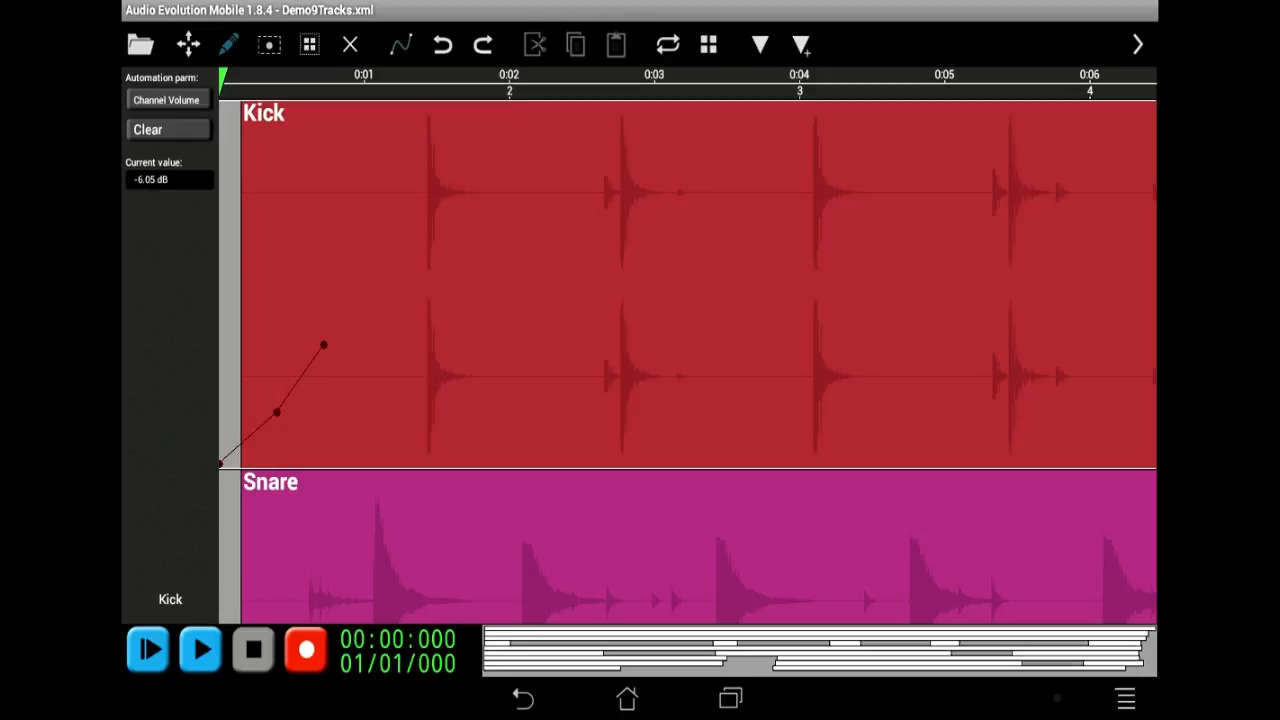 Audio Evolution Mobile 1.8.4 - Demo9Tracks.xml
Automation parm:
Channel Volume
Clear
Current value:
-6.05 dB
0:01 0:02 0:03 0:04 0:05 0:06
2 3 4
Kick
Snare
Kick
00:00:000
01/01/000